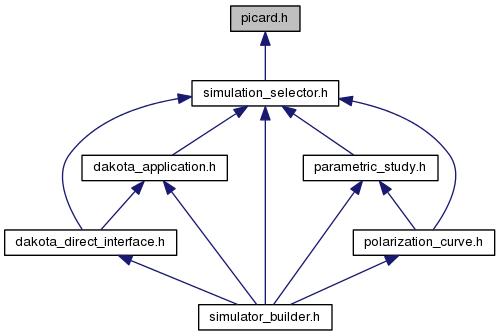 picard.h
simulation_selector.h
dakota_application.h
parametric_study.h
dakota_direct_interface.h
polarization_curve.h
simulator_builder.h